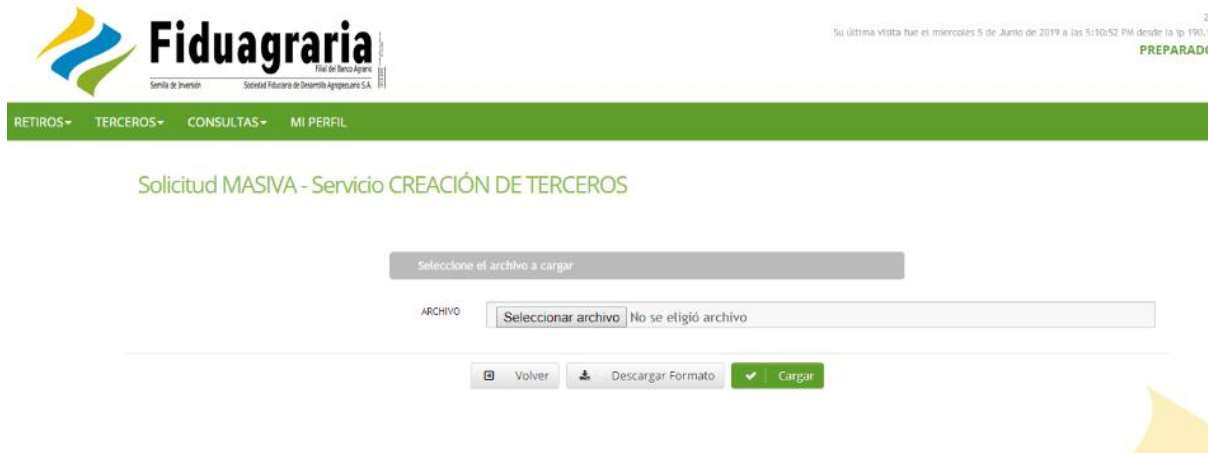 Fiduagraria
Filial del Banco Agrario
Semilla de Inversión Sociedad Fiduciaria de Desarrollo Agropecuario S.A.
2
Su última visita fue el miercoles 5 de Junio de 2019 a las 5:10:52 PM desde la ip 190.
PREPARADO
RETIROS TERCEROS CONSULTAS MI PERFIL
Solicitud MASIVA - Servicio CREACIÓN DE TERCEROS
Seleccione el archivo a cargar
ARCHIVO Seleccionar archivo No se eligió archivo
Volver Descargar Formato Cargar